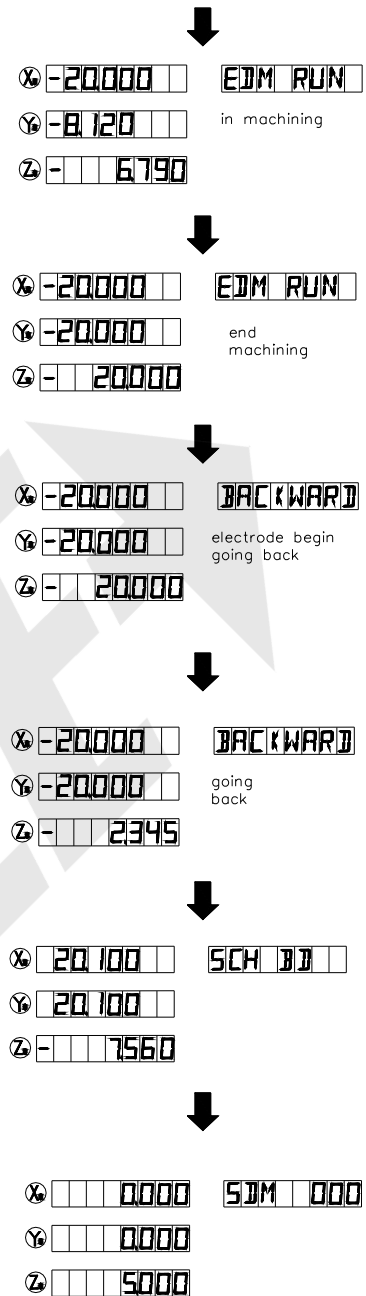 X -20.000 EDM RUN
Y -8.120 in machining
Z - 6.790
X -20.000 EDM RUN
Y -20.000 end
machining
Z - 20.000
X -20.000 BACKWARD
Y -20.000 electrode begin
going back
Z - 20.000
X -20.000 BACKWARD
Y -20.000 going
back
Z - 2.345
X 20.100 SCH BD
Y 20.100
Z - 7.560
X 0.000 SDM 000
Y 0.000
Z 5.000